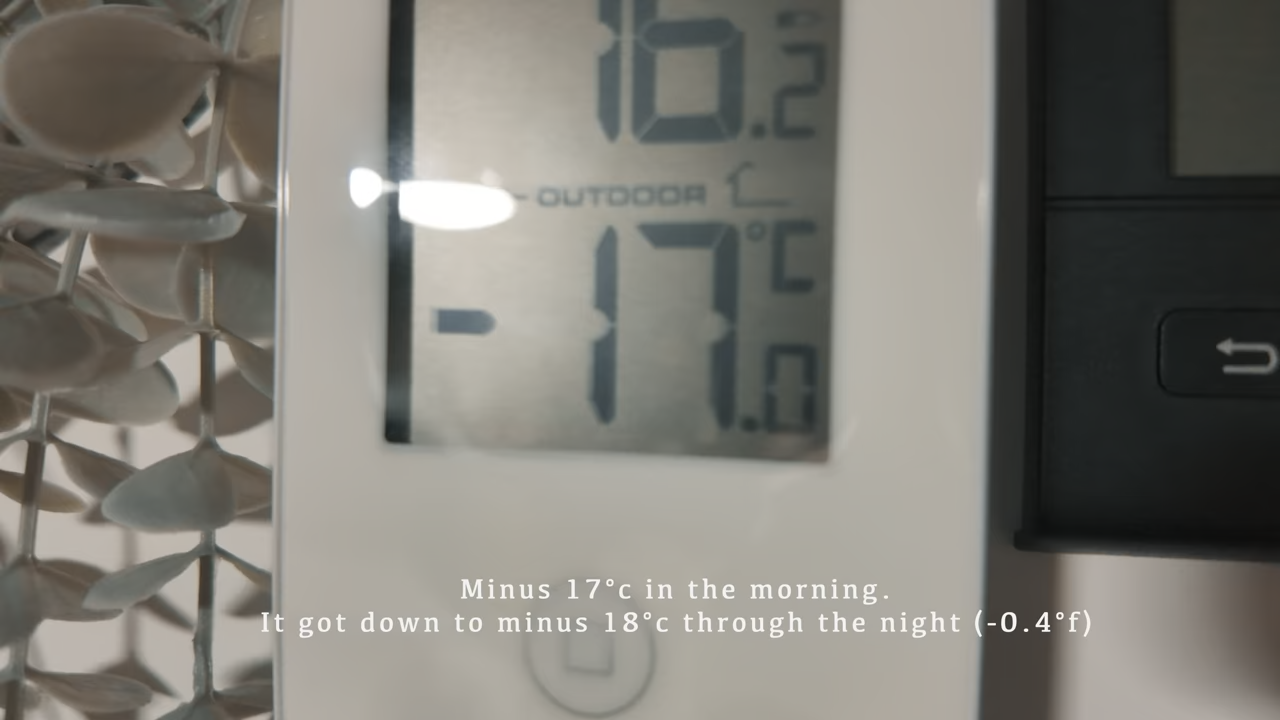 16.2
OUTDOOR
-17.0 °C
Minus 17°c in the morning.
It got down to minus 18°c through the night (-0.4°f)